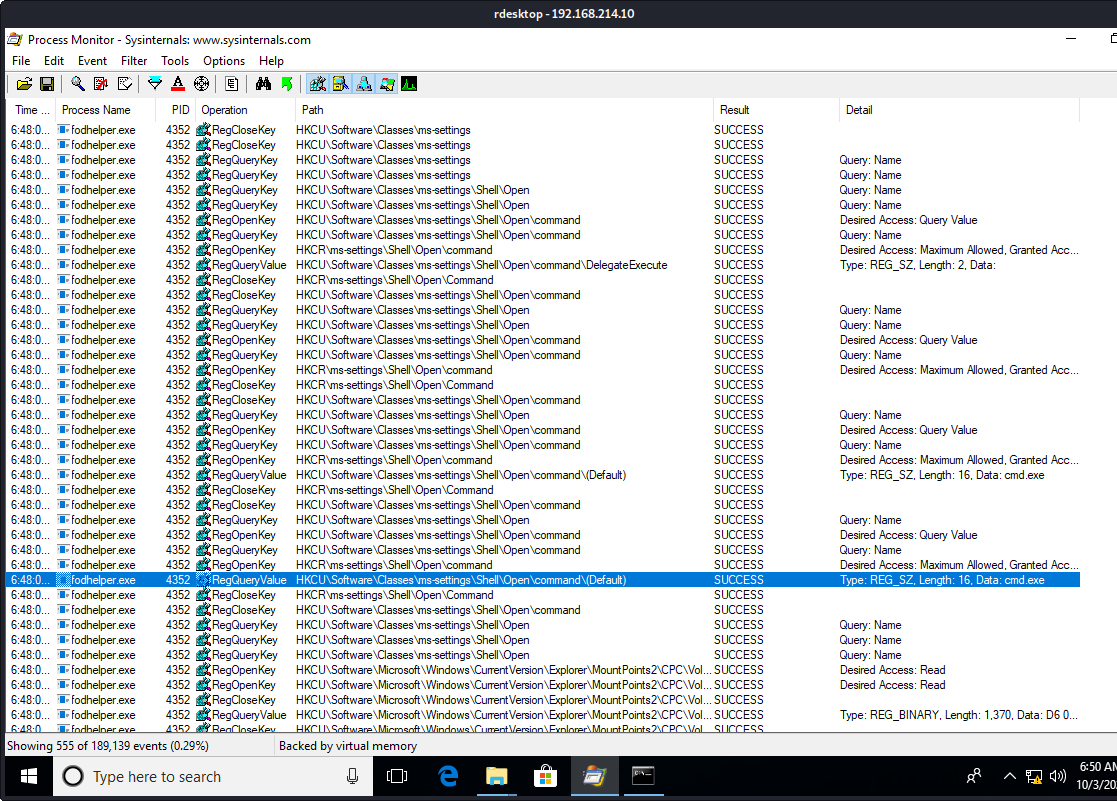 rdesktop - 192.168.214.10
Process Monitor - Sysinternals: www.sysinternals.com
File Edit Event Filter Tools Options Help
Time ... Process Name PID Operation Path Result Detail
6:48:0... fodhelper.exe 4352 RegCloseKey HKCU\Software\Classes\ms-settings SUCCESS
6:48:0... fodhelper.exe 4352 RegCloseKey HKCU\Software\Classes\ms-settings SUCCESS
6:48:0... fodhelper.exe 4352 RegQueryKey HKCU\Software\Classes\ms-settings SUCCESS Query: Name
6:48:0... fodhelper.exe 4352 RegQueryKey HKCU\Software\Classes\ms-settings SUCCESS Query: Name
6:48:0... fodhelper.exe 4352 RegQueryKey HKCU\Software\Classes\ms-settings\Shell\Open SUCCESS Query: Name
6:48:0... fodhelper.exe 4352 RegQueryKey HKCU\Software\Classes\ms-settings\Shell\Open SUCCESS Query: Name
6:48:0... fodhelper.exe 4352 RegOpenKey HKCU\Software\Classes\ms-settings\Shell\Open\command SUCCESS Desired Access: Query Value
6:48:0... fodhelper.exe 4352 RegQueryKey HKCU\Software\Classes\ms-settings\Shell\Open\command SUCCESS Query: Name
6:48:0... fodhelper.exe 4352 RegOpenKey HKCR\ms-settings\Shell\Open\command SUCCESS Desired Access: Maximum Allowed, Granted Acc...
6:48:0... fodhelper.exe 4352 RegQueryValue HKCU\Software\Classes\ms-settings\Shell\Open\command\DelegateExecute SUCCESS Type: REG_SZ, Length: 2, Data:
6:48:0... fodhelper.exe 4352 RegCloseKey HKCR\ms-settings\Shell\Open\Command SUCCESS
6:48:0... fodhelper.exe 4352 RegCloseKey HKCU\Software\Classes\ms-settings\Shell\Open\command SUCCESS
6:48:0... fodhelper.exe 4352 RegQueryKey HKCU\Software\Classes\ms-settings\Shell\Open SUCCESS Query: Name
6:48:0... fodhelper.exe 4352 RegQueryKey HKCU\Software\Classes\ms-settings\Shell\Open SUCCESS Query: Name
6:48:0... fodhelper.exe 4352 RegOpenKey HKCU\Software\Classes\ms-settings\Shell\Open\command SUCCESS Desired Access: Query Value
6:48:0... fodhelper.exe 4352 RegQueryKey HKCU\Software\Classes\ms-settings\Shell\Open\command SUCCESS Query: Name
6:48:0... fodhelper.exe 4352 RegOpenKey HKCR\ms-settings\Shell\Open\command SUCCESS Desired Access: Maximum Allowed, Granted Acc...
6:48:0... fodhelper.exe 4352 RegCloseKey HKCR\ms-settings\Shell\Open\Command SUCCESS
6:48:0... fodhelper.exe 4352 RegCloseKey HKCU\Software\Classes\ms-settings\Shell\Open\command SUCCESS
6:48:0... fodhelper.exe 4352 RegQueryKey HKCU\Software\Classes\ms-settings\Shell\Open SUCCESS Query: Name
6:48:0... fodhelper.exe 4352 RegOpenKey HKCU\Software\Classes\ms-settings\Shell\Open\command SUCCESS Desired Access: Query Value
6:48:0... fodhelper.exe 4352 RegQueryKey HKCU\Software\Classes\ms-settings\Shell\Open\command SUCCESS Query: Name
6:48:0... fodhelper.exe 4352 RegOpenKey HKCR\ms-settings\Shell\Open\command SUCCESS Desired Access: Maximum Allowed, Granted Acc...
6:48:0... fodhelper.exe 4352 RegQueryValue HKCU\Software\Classes\ms-settings\Shell\Open\command\(Default) SUCCESS Type: REG_SZ, Length: 16, Data: cmd.exe
6:48:0... fodhelper.exe 4352 RegCloseKey HKCR\ms-settings\Shell\Open\Command SUCCESS
6:48:0... fodhelper.exe 4352 RegCloseKey HKCU\Software\Classes\ms-settings\Shell\Open\command SUCCESS
6:48:0... fodhelper.exe 4352 RegQueryKey HKCU\Software\Classes\ms-settings\Shell\Open SUCCESS Query: Name
6:48:0... fodhelper.exe 4352 RegOpenKey HKCU\Software\Classes\ms-settings\Shell\Open\command SUCCESS Desired Access: Query Value
6:48:0... fodhelper.exe 4352 RegQueryKey HKCU\Software\Classes\ms-settings\Shell\Open\command SUCCESS Query: Name
6:48:0... fodhelper.exe 4352 RegOpenKey HKCR\ms-settings\Shell\Open\command SUCCESS Desired Access: Maximum Allowed, Granted Acc...
6:48:0... fodhelper.exe 4352 RegQueryValue HKCU\Software\Classes\ms-settings\Shell\Open\command\(Default) SUCCESS Type: REG_SZ, Length: 16, Data: cmd.exe
6:48:0... fodhelper.exe 4352 RegCloseKey HKCR\ms-settings\Shell\Open\Command SUCCESS
6:48:0... fodhelper.exe 4352 RegCloseKey HKCU\Software\Classes\ms-settings\Shell\Open\command SUCCESS
6:48:0... fodhelper.exe 4352 RegQueryKey HKCU\Software\Classes\ms-settings\Shell\Open SUCCESS Query: Name
6:48:0... fodhelper.exe 4352 RegQueryKey HKCU\Software\Classes\ms-settings\Shell\Open SUCCESS Query: Name
6:48:0... fodhelper.exe 4352 RegQueryKey HKCU\Software\Classes\ms-settings\Shell\Open SUCCESS Query: Name
6:48:0... fodhelper.exe 4352 RegOpenKey HKCU\Software\Microsoft\Windows\CurrentVersion\Explorer\MountPoints2\CPC\Vol... SUCCESS Desired Access: Read
6:48:0... fodhelper.exe 4352 RegOpenKey HKCU\Software\Microsoft\Windows\CurrentVersion\Explorer\MountPoints2\CPC\Vol... SUCCESS Desired Access: Read
6:48:0... fodhelper.exe 4352 RegCloseKey HKCU\Software\Microsoft\Windows\CurrentVersion\Explorer\MountPoints2\CPC\Vol... SUCCESS
6:48:0... fodhelper.exe 4352 RegQueryValue HKCU\Software\Microsoft\Windows\CurrentVersion\Explorer\MountPoints2\CPC\Vol... SUCCESS Type: REG_BINARY, Length: 1,370, Data: D6 0...
6:48:0... fodhelper.exe 4352 RegCloseKey HKCU\Software\Microsoft\Windows\CurrentVersion\Explorer\MountPoints2\CPC\Vol... SUCCESS
Showing 555 of 189,139 events (0.29%) Backed by virtual memory
Type here to search
6:50 AM
10/3/20